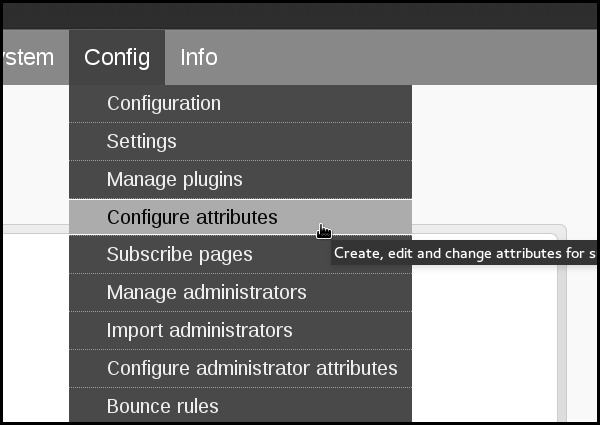 ystem Config Info
Configuration
Settings
Manage plugins
Configure attributes
Create, edit and change attributes for s
Subscribe pages
Manage administrators
Import administrators
Configure administrator attributes
Bounce rules